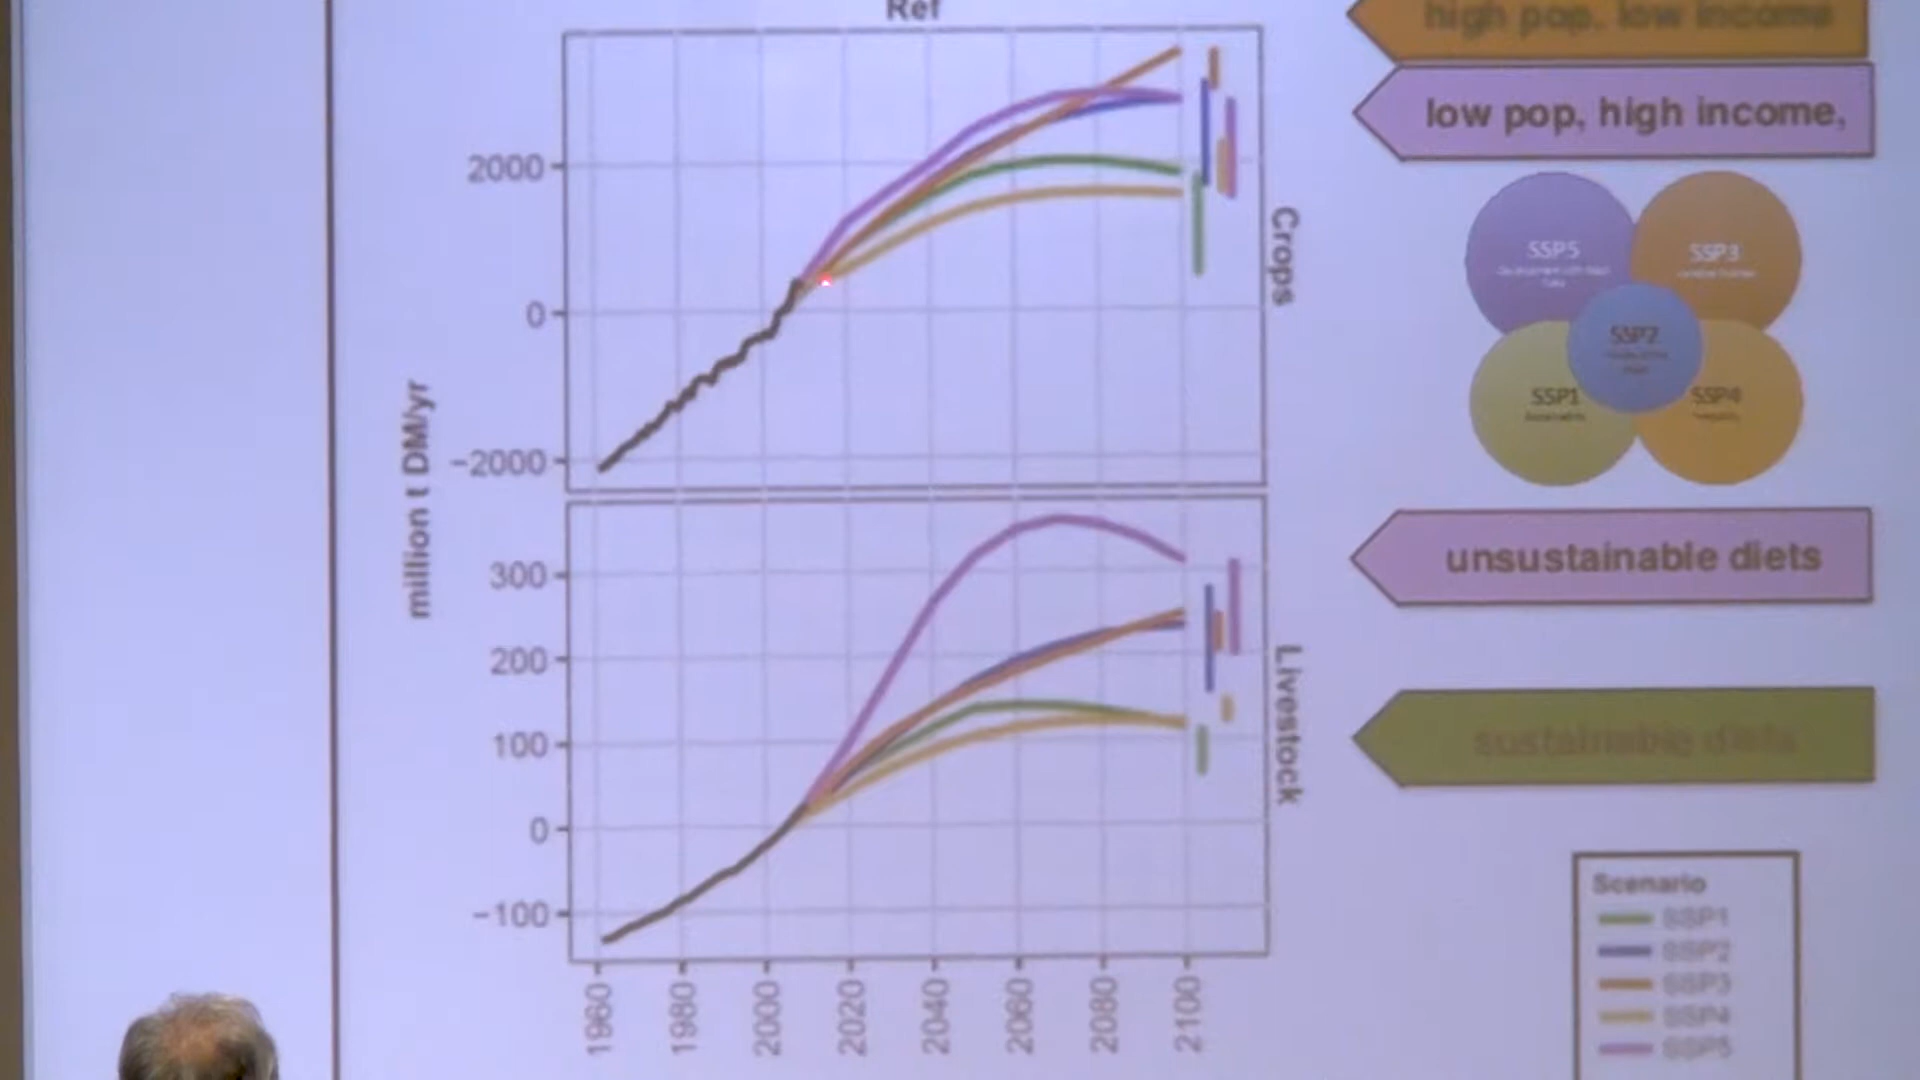 Ref
high pop. low income
low pop, high income,
2000
0
-2000
Crops
SSP5
SSP3
SSP2
SSP1
SSP4
million t DM/yr
unsustainable diets
300
200
100
0
-100
Livestock
sustainable diets
1960
1980
2000
2020
2040
2060
2080
2100
Scenario
SSP1
SSP2
SSP3
SSP4
SSP5